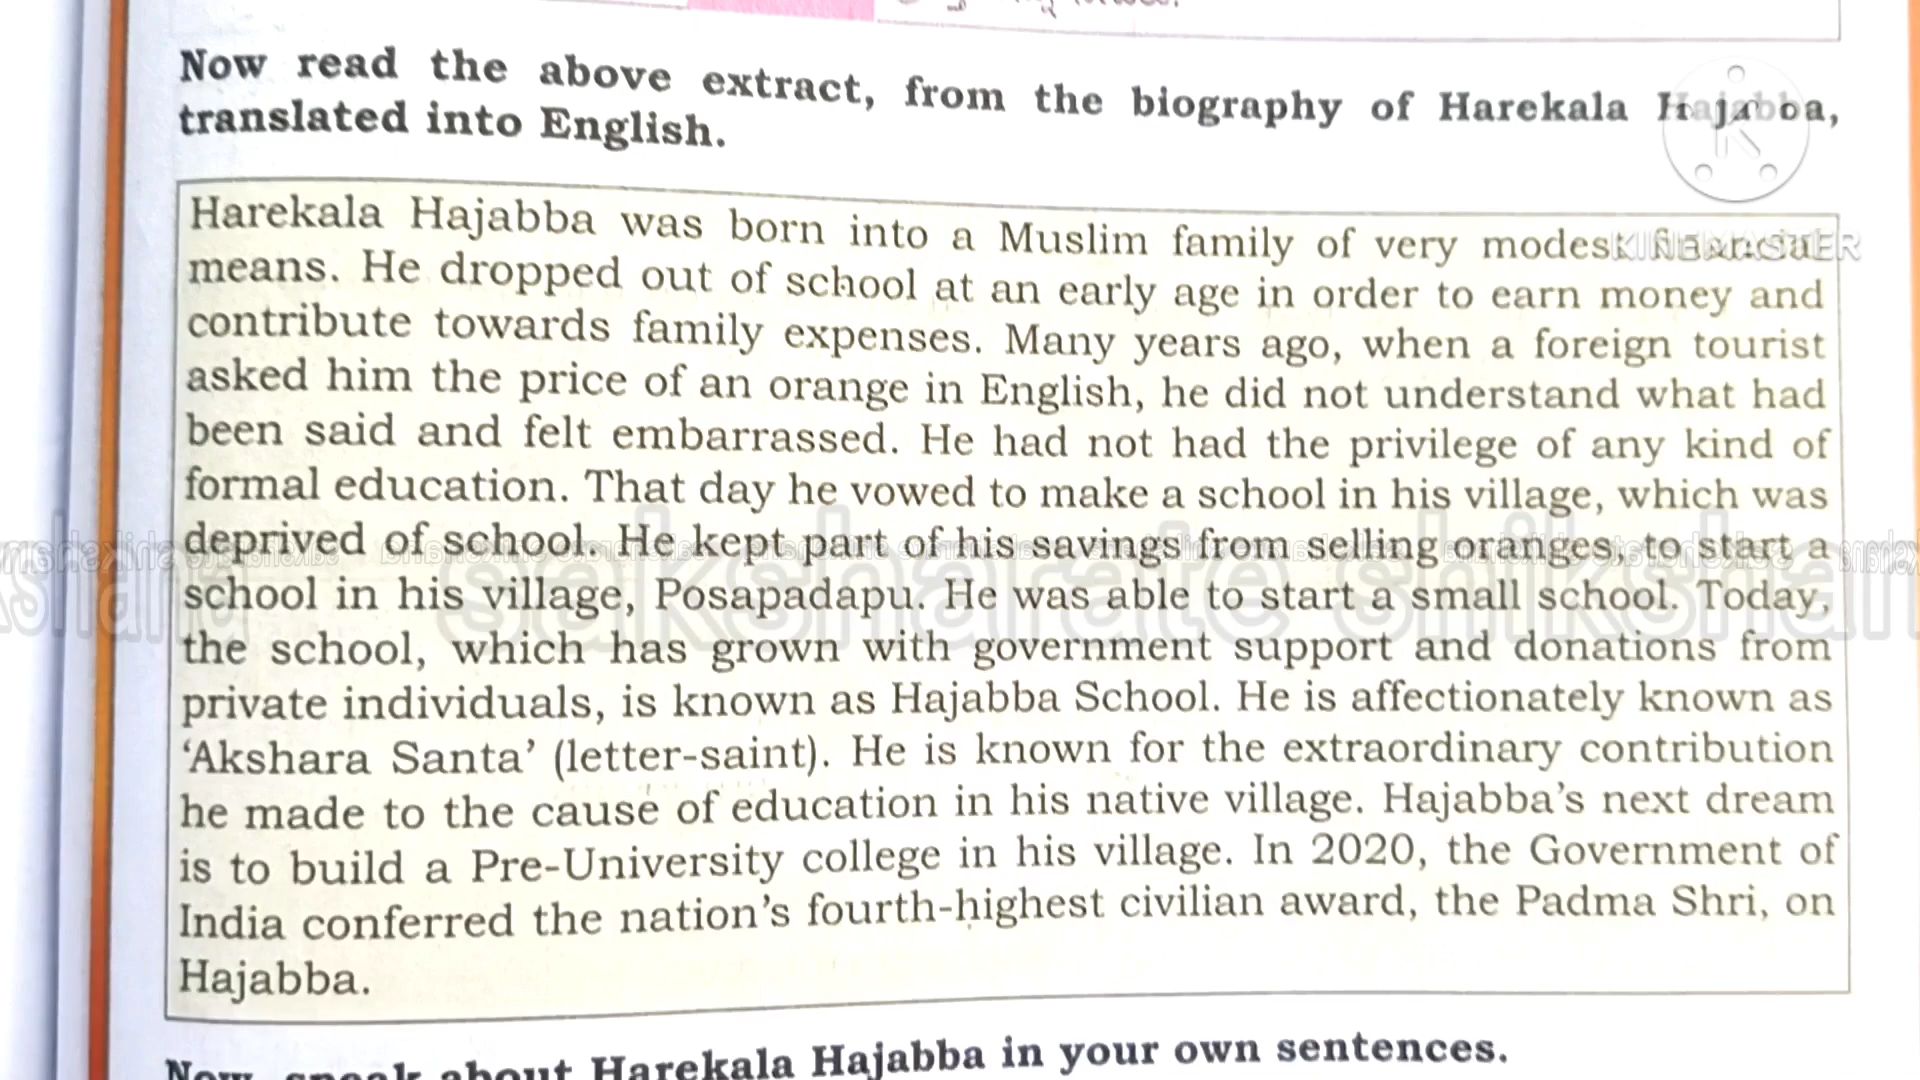 Now read the above extract, from the biography of Harekala Hajabba,
translated into English.
Harekala Hajabba was born into a Muslim family of very modest financial
KINEMASTER
means. He dropped out of school at an early age in order to earn money and
contribute towards family expenses. Many years ago, when a foreign tourist
asked him the price of an orange in English, he did not understand what had
been said and felt embarrassed. He had not had the privilege of any kind of
formal education. That day he vowed to make a school in his village, which was
deprived of school. He kept part of his savings from selling oranges, to start a
school in his village, Posapadapu. He was able to start a small school. Today,
saksharate shikshan
the school, which has grown with government support and donations from
private individuals, is known as Hajabba School. He is affectionately known as
‘Akshara Santa’ (letter-saint). He is known for the extraordinary contribution
he made to the cause of education in his native village. Hajabba’s next dream
is to build a Pre-University college in his village. In 2020, the Government of
India conferred the nation’s fourth-highest civilian award, the Padma Shri, on
Hajabba.
Now, speak about Harekala Hajabba in your own sentences.